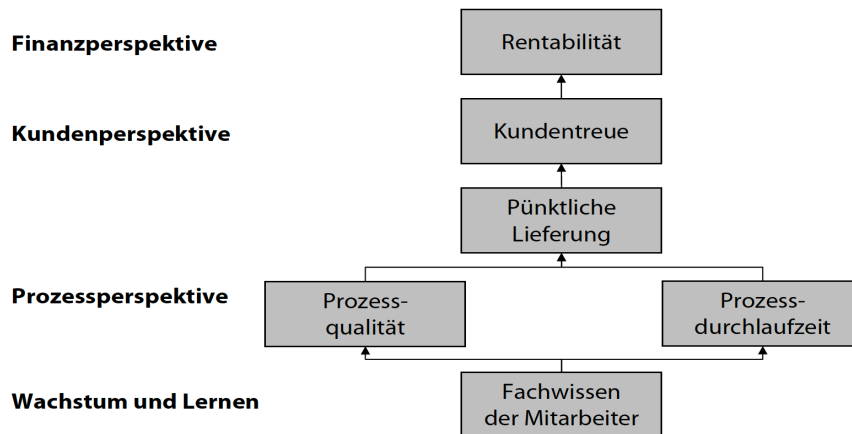 Finanzperspektive
Rentabilität
Kundenperspektive
Kundentreue
Pünktliche
Lieferung
Prozessperspektive
Prozess-
qualität
Prozess-
durchlaufzeit
Wachstum und Lernen
Fachwissen
der Mitarbeiter